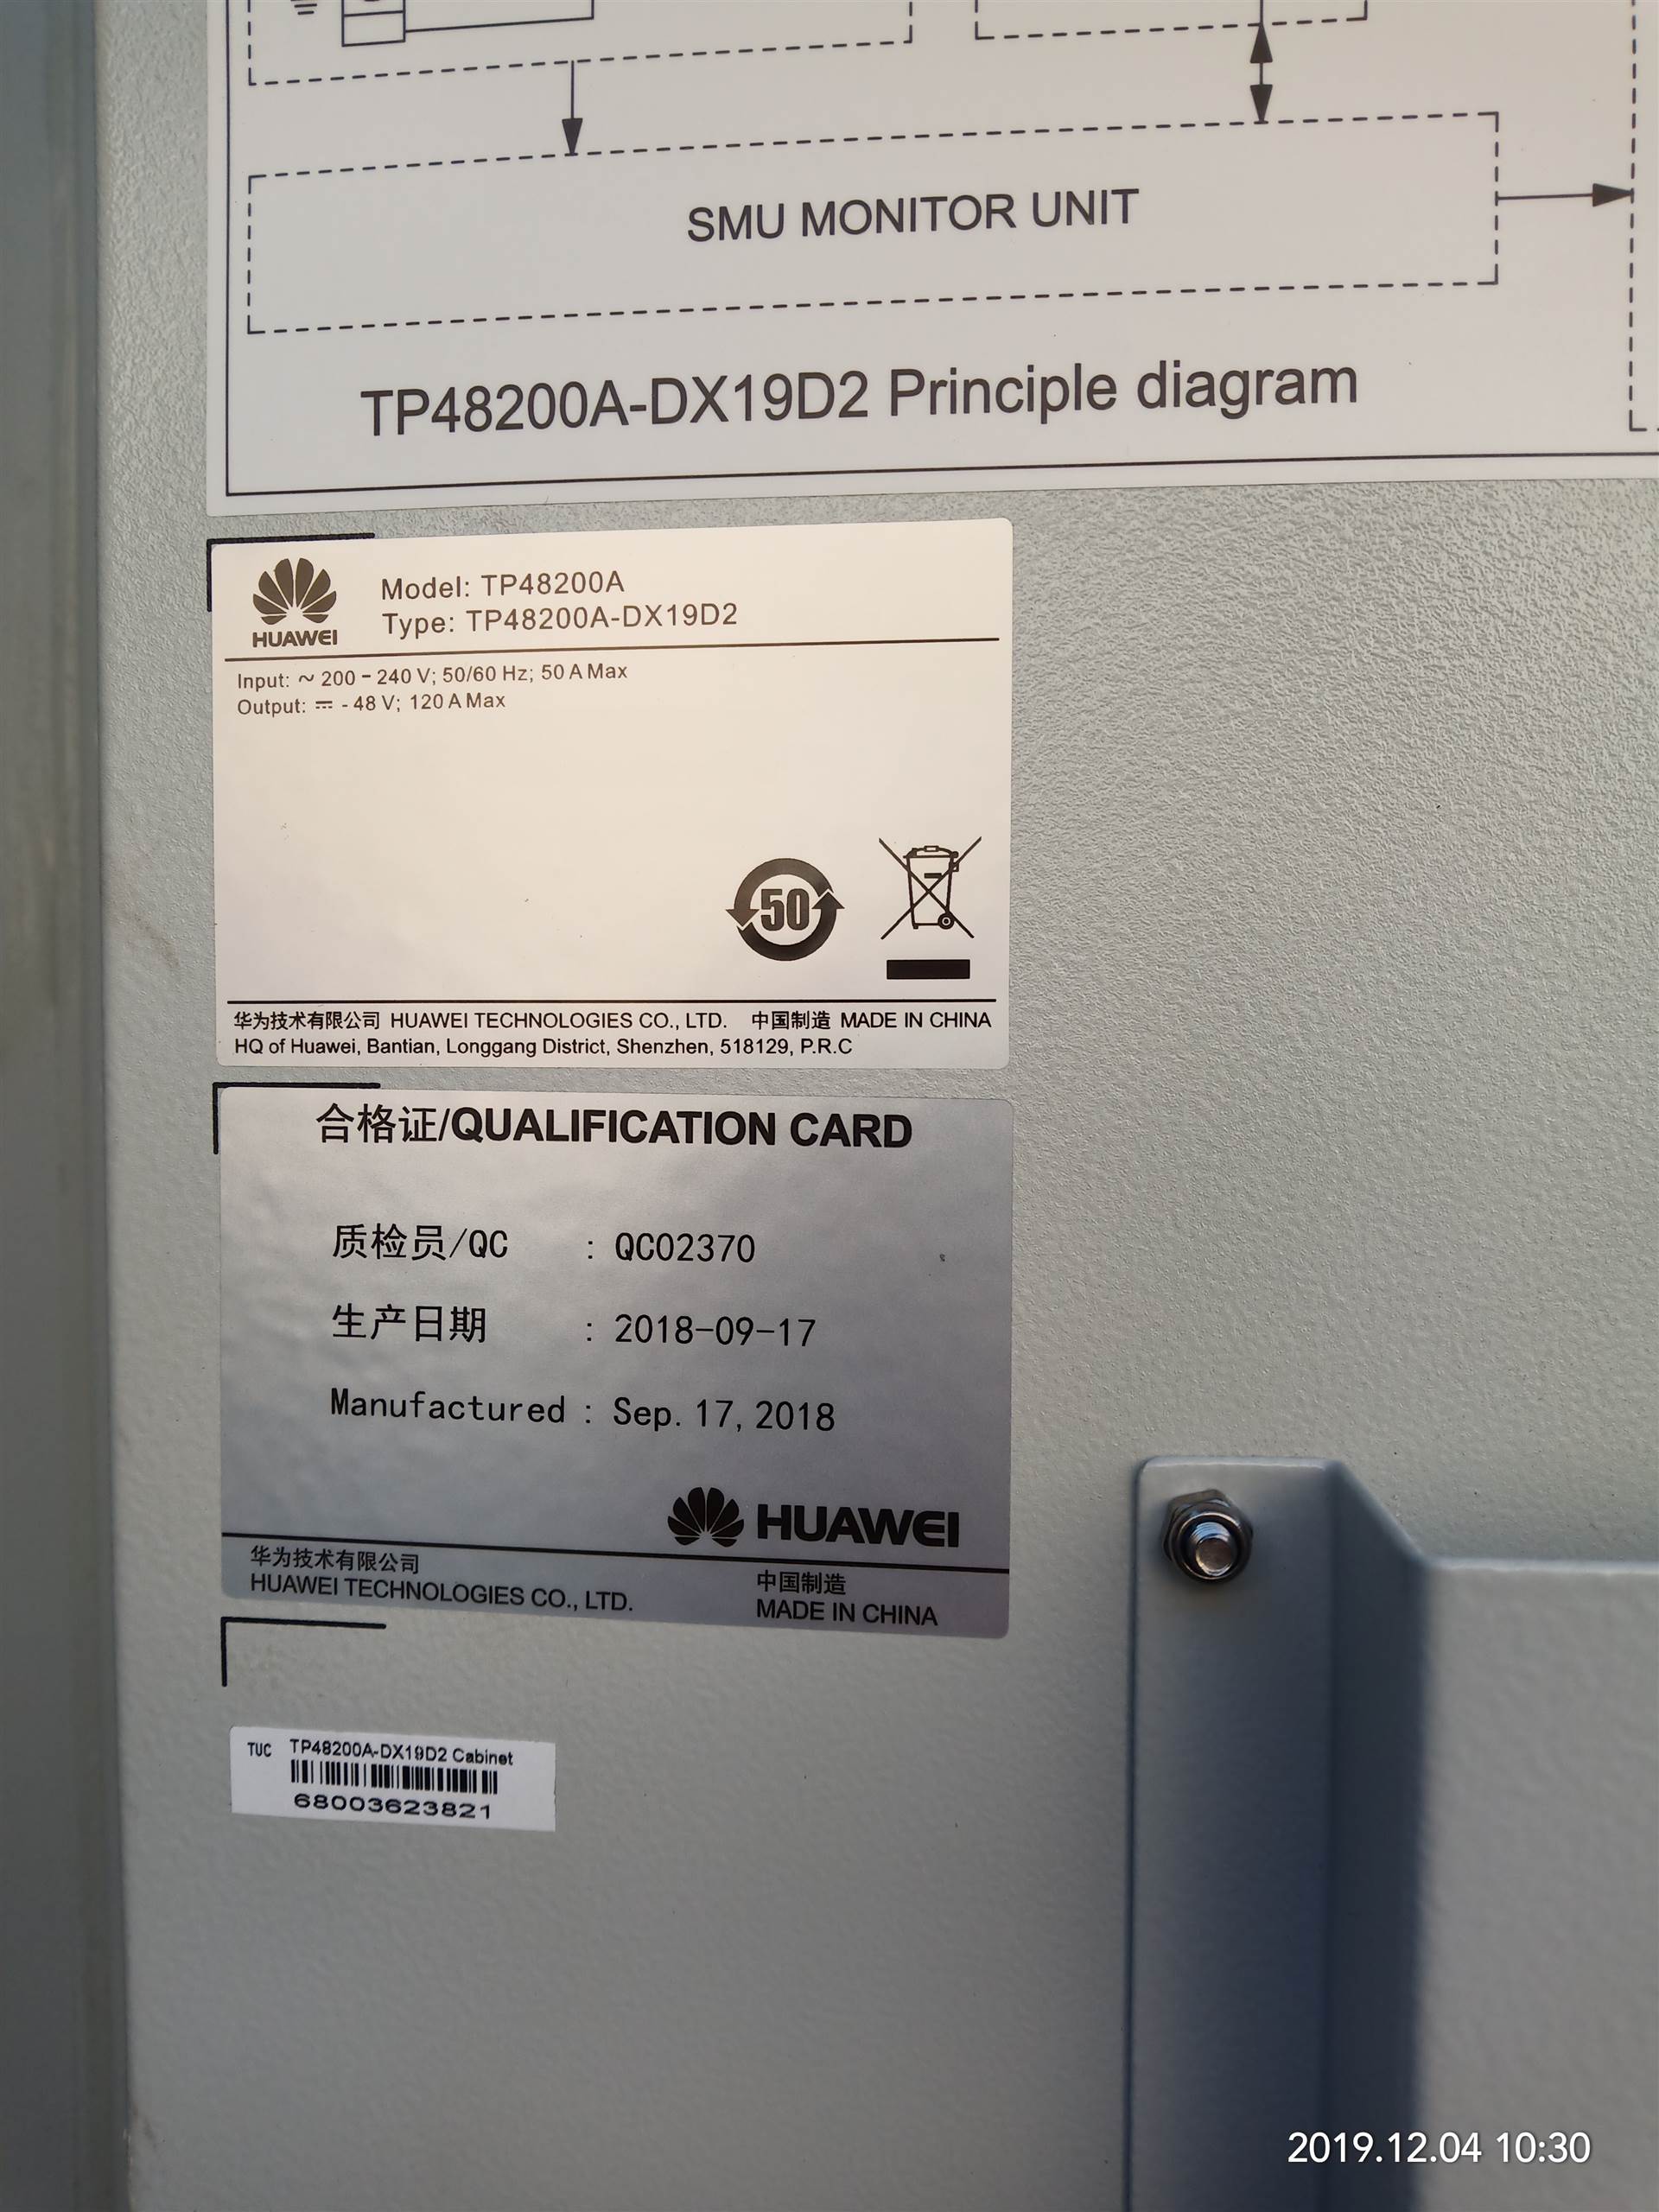 SMU MONITOR UNIT
TP48200A-DX19D2 Principle diagram
HUAWEI
Model: TP48200A
Type: TP48200A-DX19D2
Input: ~ 200 - 240 V; 50/60 Hz; 50 A Max
Output: ⎓ - 48 V; 120 A Max
50
华为技术有限公司 HUAWEI TECHNOLOGIES CO., LTD. 中国制造 MADE IN CHINA
HQ of Huawei, Bantian, Longgang District, Shenzhen, 518129, P.R.C
合格证/QUALIFICATION CARD
质检员/QC : QC02370
生产日期 : 2018-09-17
Manufactured : Sep. 17, 2018
HUAWEI
华为技术有限公司
HUAWEI TECHNOLOGIES CO., LTD.
中国制造
MADE IN CHINA
TUC TP48200A-DX19D2 Cabinet
68003623821
2019.12.04 10:30